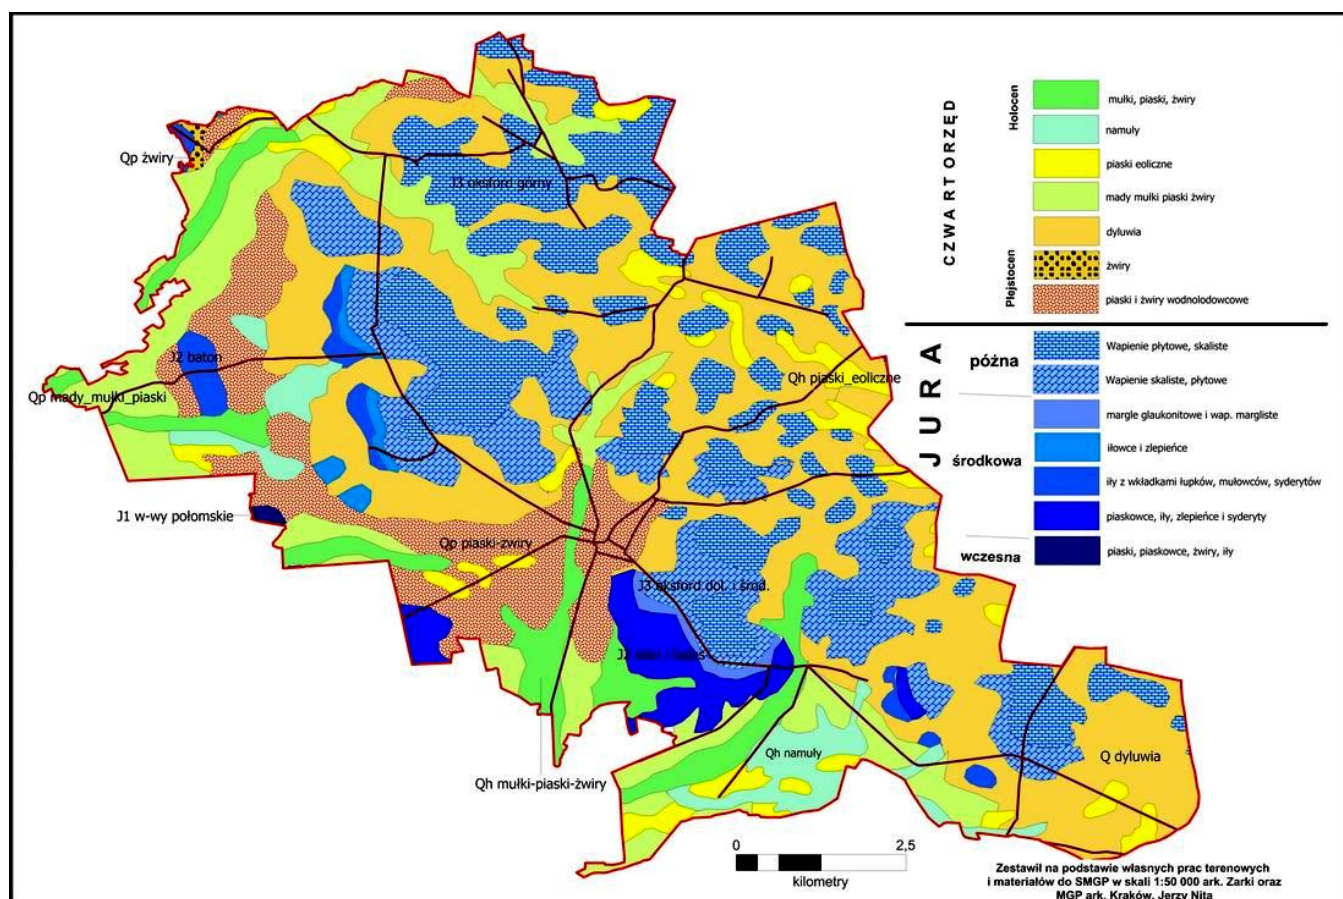 Qp żwiry
J3 oksford górny
J2 baton
Qp mady_mułki_piaski
Qh piaski_eoliczne
J1 w-wy połomskie
Qp piaski-żwiry
J3 oksford dol. i środ.
J2
Qh namuły
Q dyluwia
Qh mułki-piaski-żwiry
CZWARTORZĘD
Holocen
mułki, piaski, żwiry
namuły
piaski eoliczne
mady mułki piaski żwiry
Plejstocen
dyluwia
żwiry
piaski i żwiry wodnolodowcowe
JURA
póżna
Wapienie płytowe, skaliste
Wapienie skaliste, płytowe
środkowa
margle glaukonitowe i wap. margliste
iłowce i zlepieńce
iły z wkładkami łupków, mułowców, syderytów
piaskowce, iły, zlepieńce i syderyty
wczesna
piaski, piaskowce, żwiry, iły
0 2,5
kilometry
Zestawił na podstawie własnych prac terenowych
i materiałów do SMGP w skali 1:50 000 ark. Zarki oraz
MGP ark. Kraków. Jerzy Nita